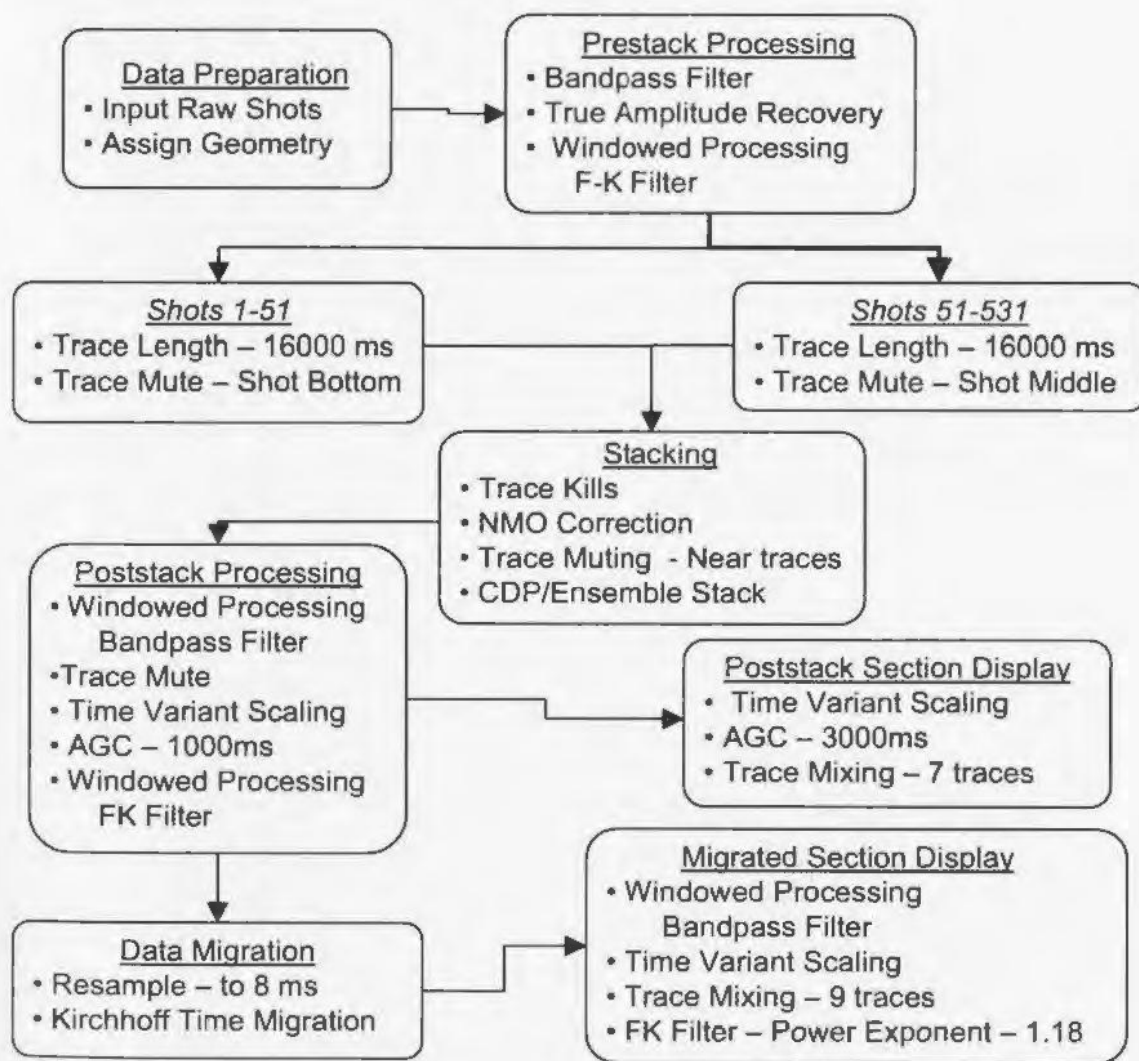 Data Preparation
• Input Raw Shots
• Assign Geometry
Prestack Processing
• Bandpass Filter
• True Amplitude Recovery
• Windowed Processing
F-K Filter
Shots 1-51
• Trace Length – 16000 ms
• Trace Mute – Shot Bottom
Shots 51-531
• Trace Length – 16000 ms
• Trace Mute – Shot Middle
Stacking
• Trace Kills
• NMO Correction
• Trace Muting - Near traces
• CDP/Ensemble Stack
Poststack Processing
• Windowed Processing
Bandpass Filter
•Trace Mute
• Time Variant Scaling
• AGC – 1000ms
• Windowed Processing
FK Filter
Poststack Section Display
• Time Variant Scaling
• AGC – 3000ms
• Trace Mixing – 7 traces
Data Migration
• Resample – to 8 ms
• Kirchhoff Time Migration
Migrated Section Display
• Windowed Processing
Bandpass Filter
• Time Variant Scaling
• Trace Mixing – 9 traces
• FK Filter – Power Exponent – 1.18